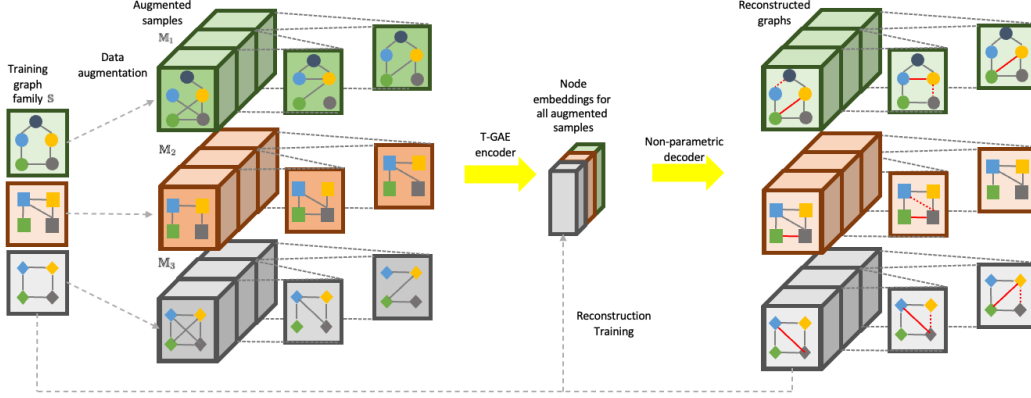 Augmented
samples
𝕄₁
Data
augmentation
Training
graph
family 𝕊
𝕄₂
𝕄₃
T-GAE
encoder
Node
embeddings for
all augmented
samples
Non-parametric
decoder
Reconstruction
Training
Reconstructed
graphs